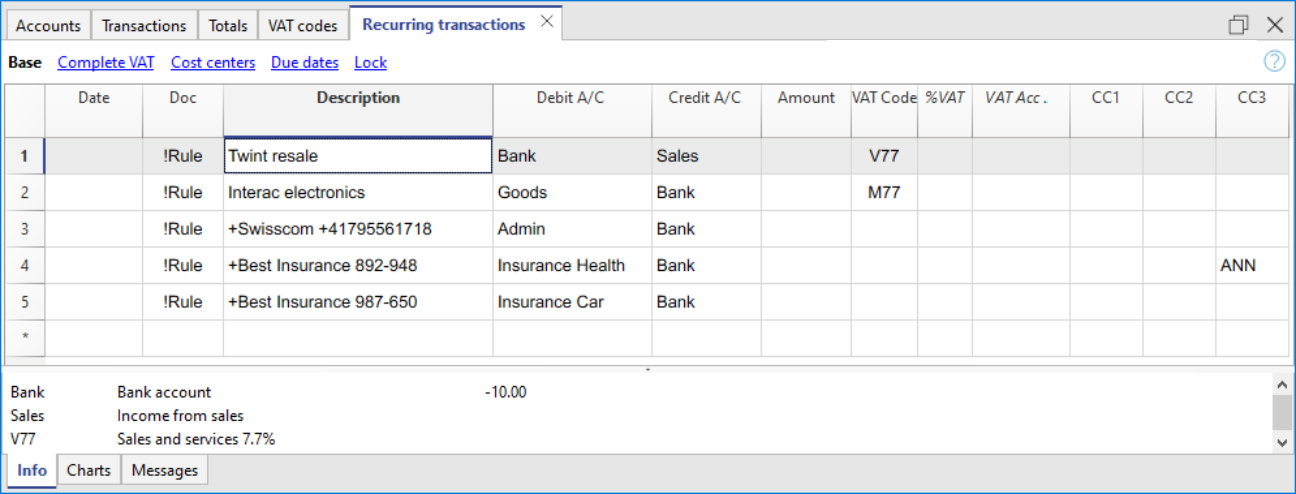 Accounts Transactions Totals VAT codes Recurring transactions
Base Complete VAT Cost centers Due dates Lock
Date Doc Description Debit A/C Credit A/C Amount VAT Code %VAT VAT Acc. CC1 CC2 CC3
1 !Rule Twint resale Bank Sales V77
2 !Rule Interac electronics Goods Bank M77
3 !Rule +Swisscom +41795561718 Admin Bank
4 !Rule +Best Insurance 892-948 Insurance Health Bank ANN
5 !Rule +Best Insurance 987-650 Insurance Car Bank
*
Bank Bank account -10.00
Sales Income from sales
V77 Sales and services 7.7%
Info Charts Messages